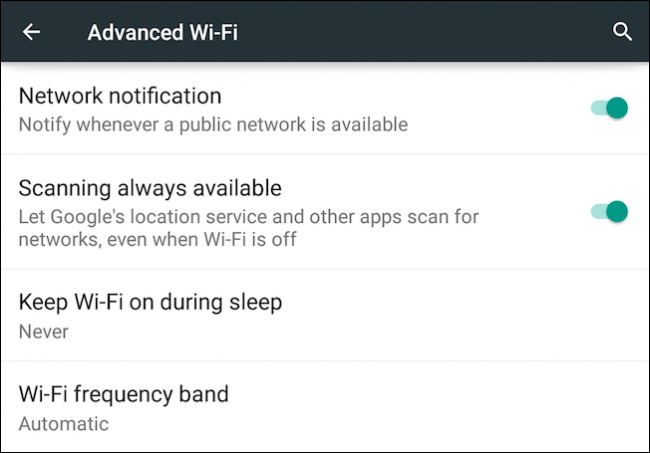 Advanced Wi-Fi
Network notification
Notify whenever a public network is available
Scanning always available
Let Google's location service and other apps scan for
networks, even when Wi-Fi is off
Keep Wi-Fi on during sleep
Never
Wi-Fi frequency band
Automatic